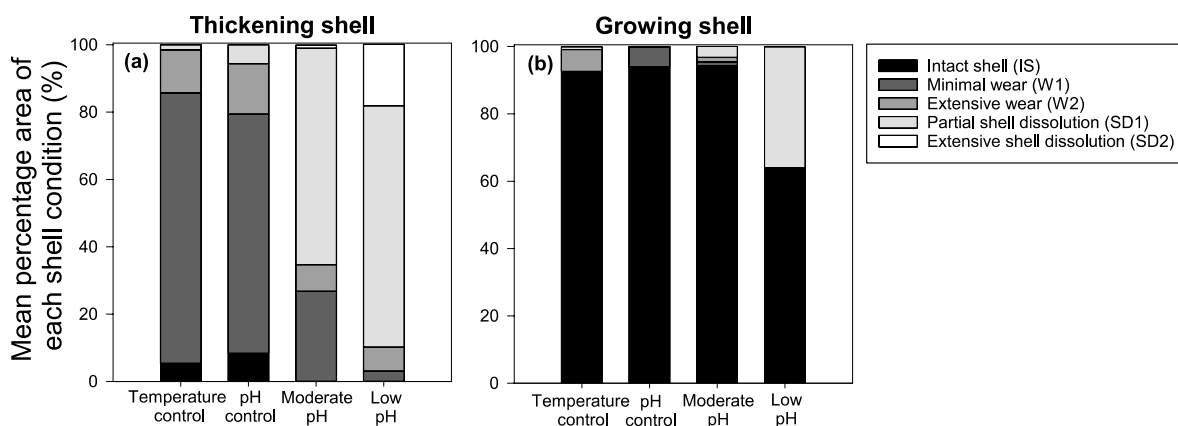 Thickening shell
Growing shell
Mean percentage area of
each shell condition (%)
(a)
100
80
60
40
20
0
Temperature
control
pH
control
Moderate
pH
Low
pH
(b)
100
80
60
40
20
0
Temperature
control
pH
control
Moderate
pH
Low
pH
Intact shell (IS)
Minimal wear (W1)
Extensive wear (W2)
Partial shell dissolution (SD1)
Extensive shell dissolution (SD2)